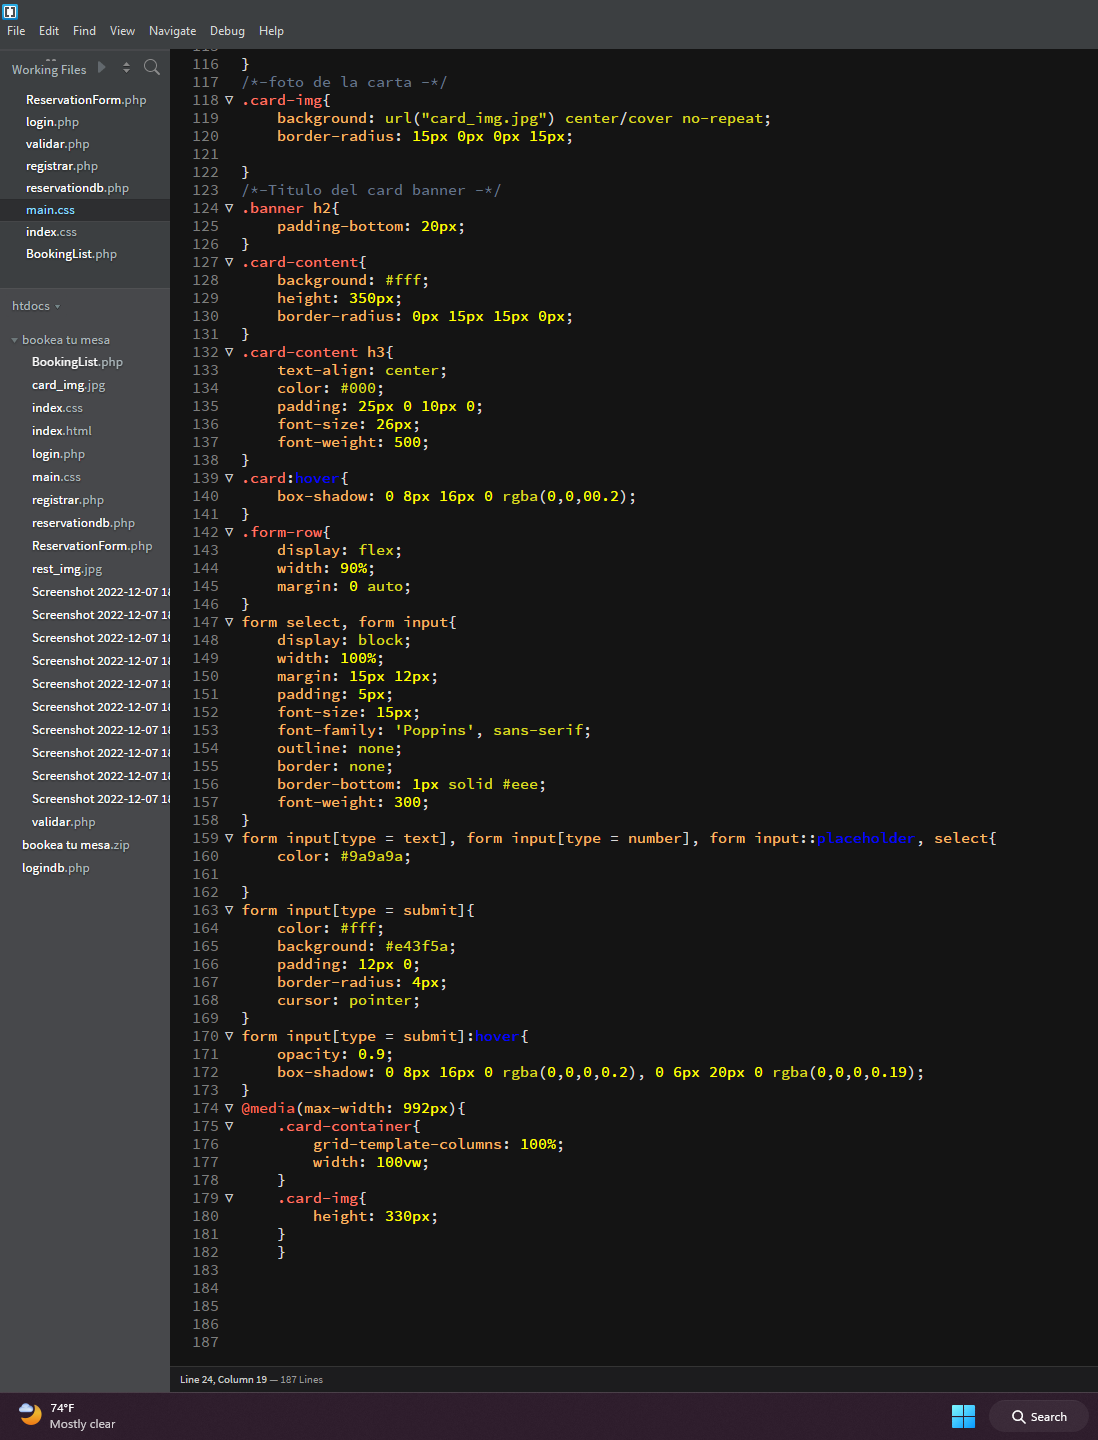 File Edit Find View Navigate Debug Help
Working Files
ReservationForm.php
login.php
validar.php
registrar.php
reservationdb.php
main.css
index.css
BookingList.php
htdocs
bookea tu mesa
BookingList.php
card_img.jpg
index.css
index.html
login.php
main.css
registrar.php
reservationdb.php
ReservationForm.php
rest_img.jpg
Screenshot 2022-12-07 18
Screenshot 2022-12-07 18
Screenshot 2022-12-07 18
Screenshot 2022-12-07 18
Screenshot 2022-12-07 18
Screenshot 2022-12-07 18
Screenshot 2022-12-07 18
Screenshot 2022-12-07 18
Screenshot 2022-12-07 18
Screenshot 2022-12-07 18
validar.php
bookea tu mesa.zip
logindb.php
116 }
117 /*-foto de la carta -*/
118 .card-img{
119 background: url("card_img.jpg") center/cover no-repeat;
120 border-radius: 15px 0px 0px 15px;
121
122 }
123 /*-Titulo del card banner -*/
124 .banner h2{
125 padding-bottom: 20px;
126 }
127 .card-content{
128 background: #fff;
129 height: 350px;
130 border-radius: 0px 15px 15px 0px;
131 }
132 .card-content h3{
133 text-align: center;
134 color: #000;
135 padding: 25px 0 10px 0;
136 font-size: 26px;
137 font-weight: 500;
138 }
139 .card:hover{
140 box-shadow: 0 8px 16px 0 rgba(0,0,00.2);
141 }
142 .form-row{
143 display: flex;
144 width: 90%;
145 margin: 0 auto;
146 }
147 form select, form input{
148 display: block;
149 width: 100%;
150 margin: 15px 12px;
151 padding: 5px;
152 font-size: 15px;
153 font-family: 'Poppins', sans-serif;
154 outline: none;
155 border: none;
156 border-bottom: 1px solid #eee;
157 font-weight: 300;
158 }
159 form input[type = text], form input[type = number], form input::placeholder, select{
160 color: #9a9a9a;
161
162 }
163 form input[type = submit]{
164 color: #fff;
165 background: #e43f5a;
166 padding: 12px 0;
167 border-radius: 4px;
168 cursor: pointer;
169 }
170 form input[type = submit]:hover{
171 opacity: 0.9;
172 box-shadow: 0 8px 16px 0 rgba(0,0,0,0.2), 0 6px 20px 0 rgba(0,0,0,0.19);
173 }
174 @media(max-width: 992px){
175 .card-container{
176 grid-template-columns: 100%;
177 width: 100vw;
178 }
179 .card-img{
180 height: 330px;
181 }
182 }
183
184
185
186
187
Line 24, Column 19 — 187 Lines
74°F
Mostly clear
Search